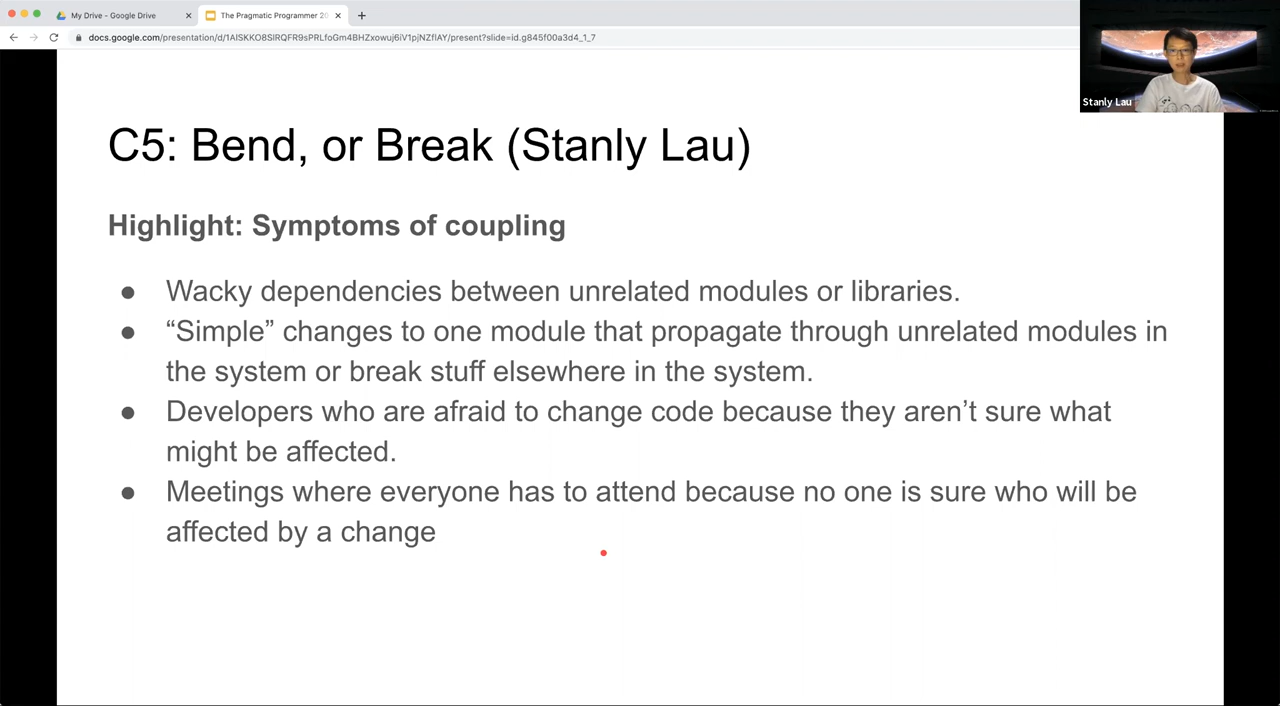 My Drive - Google Drive
The Pragmatic Programmer 20
docs.google.com/presentation/d/1AlSKKO8SlRQFR9sPRLfoGm4BHZxowuj6iV1pjNZflAY/present?slide=id.g845f00a3d4_1_7
Stanly Lau
C5: Bend, or Break (Stanly Lau)
Highlight: Symptoms of coupling
● Wacky dependencies between unrelated modules or libraries.
● “Simple” changes to one module that propagate through unrelated modules in
the system or break stuff elsewhere in the system.
● Developers who are afraid to change code because they aren’t sure what
might be affected.
● Meetings where everyone has to attend because no one is sure who will be
affected by a change